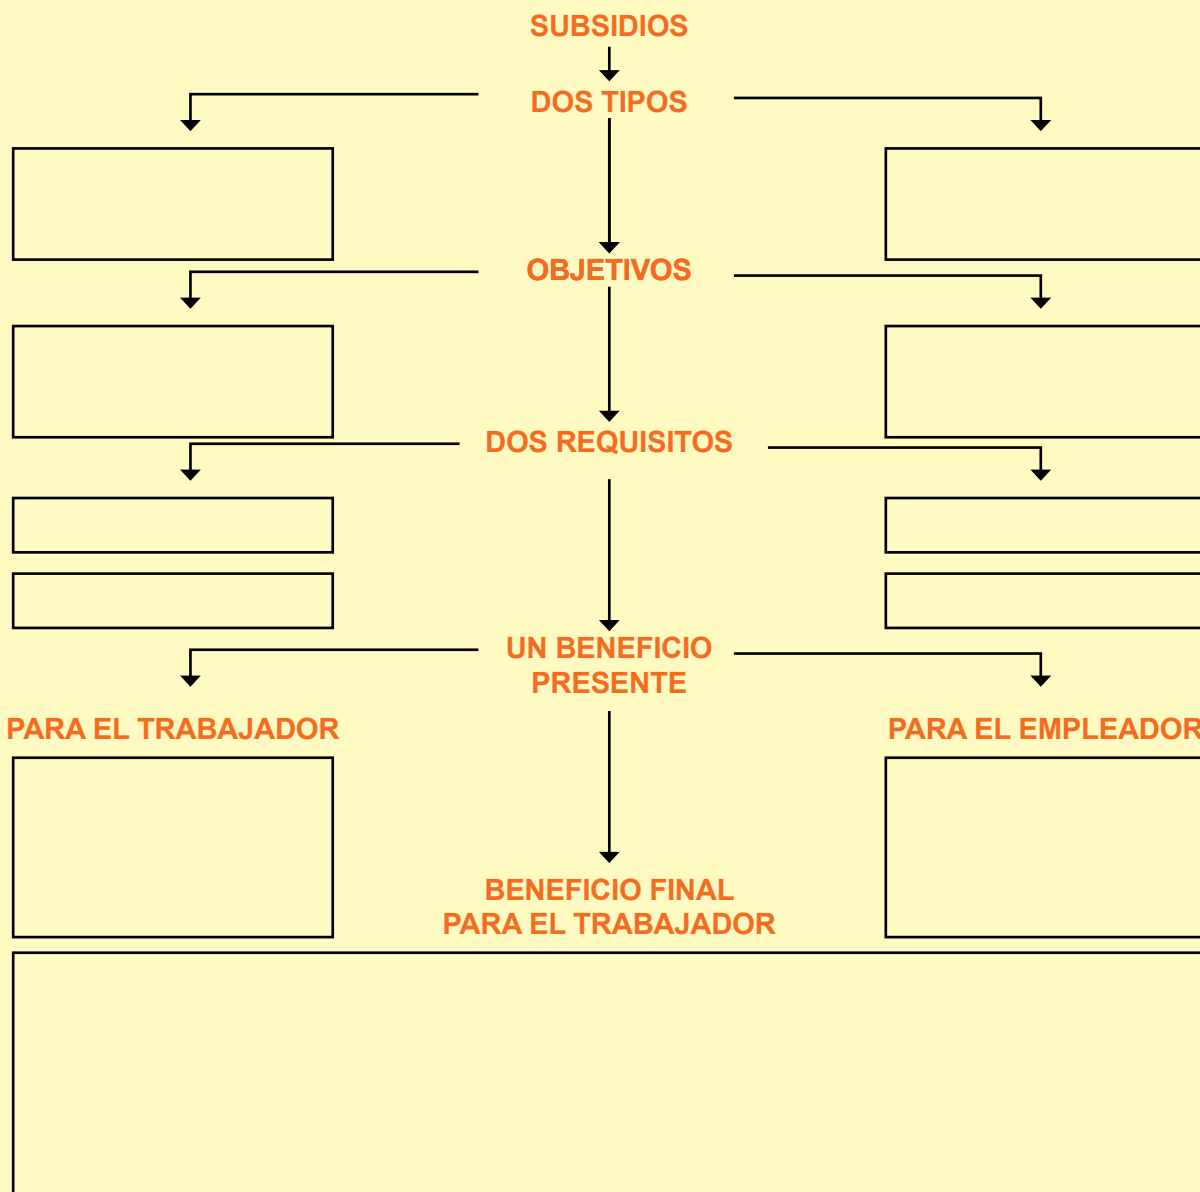 SUBSIDIOS
DOS TIPOS
OBJETIVOS
DOS REQUISITOS
UN BENEFICIO
PRESENTE
PARA EL TRABAJADOR
PARA EL EMPLEADOR
BENEFICIO FINAL
PARA EL TRABAJADOR